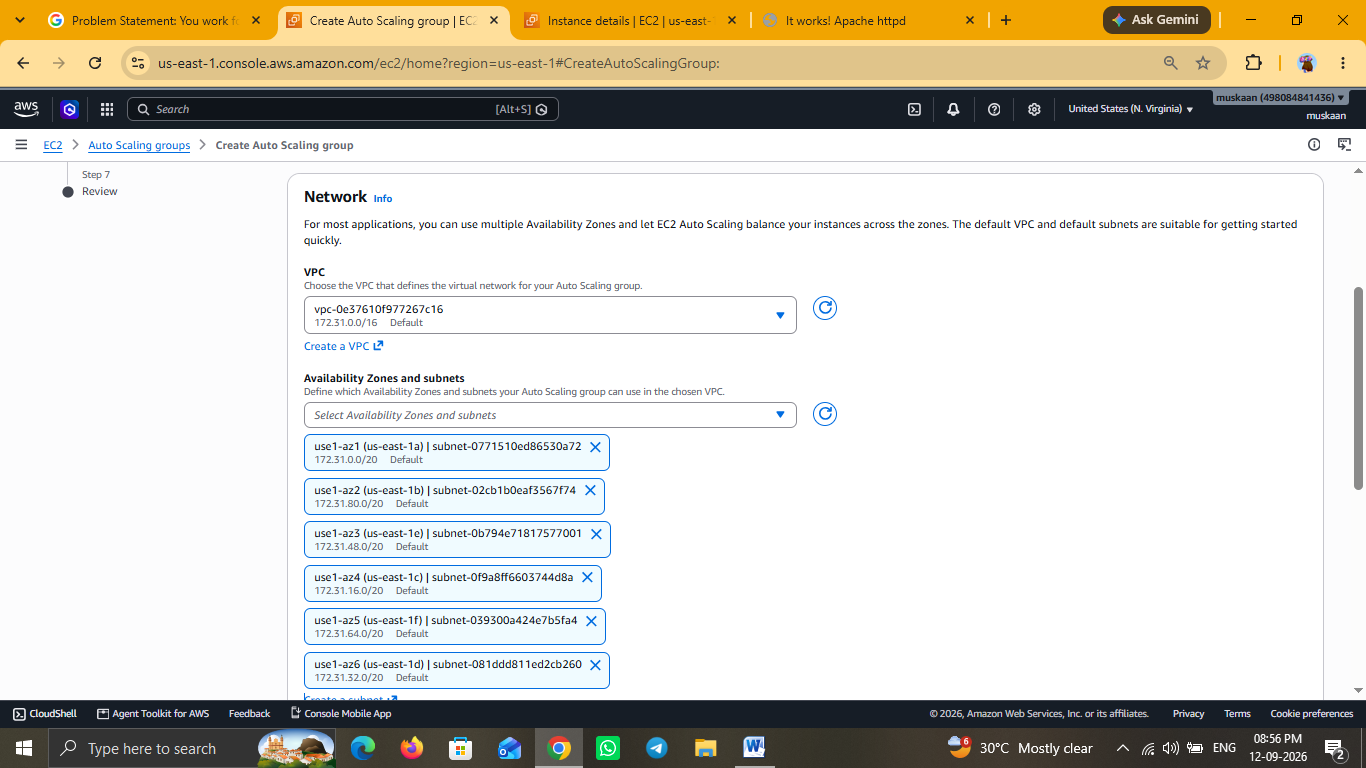 Problem Statement: You work f
Create Auto Scaling group | EC2
Instance details | EC2 | us-east-
It works! Apache httpd
Ask Gemini
us-east-1.console.aws.amazon.com/ec2/home?region=us-east-1#CreateAutoScalingGroup:
aws
Search
[Alt+S]
United States (N. Virginia)
muskaan (498084841436)
muskaan
EC2
Auto Scaling groups
Create Auto Scaling group
Step 7
Review
Network
Info
For most applications, you can use multiple Availability Zones and let EC2 Auto Scaling balance your instances across the zones. The default VPC and default subnets are suitable for getting started
quickly.
VPC
Choose the VPC that defines the virtual network for your Auto Scaling group.
vpc-0e37610f977267c16
172.31.0.0/16 Default
Create a VPC
Availability Zones and subnets
Define which Availability Zones and subnets your Auto Scaling group can use in the chosen VPC.
Select Availability Zones and subnets
use1-az1 (us-east-1a) | subnet-0771510ed86530a72
172.31.0.0/20 Default
use1-az2 (us-east-1b) | subnet-02cb1b0eaf3567f74
172.31.80.0/20 Default
use1-az3 (us-east-1e) | subnet-0b794e71817577001
172.31.48.0/20 Default
use1-az4 (us-east-1c) | subnet-0f9a8ff6603744d8a
172.31.16.0/20 Default
use1-az5 (us-east-1f) | subnet-039300a424e7b5fa4
172.31.64.0/20 Default
use1-az6 (us-east-1d) | subnet-081ddd811ed2cb260
172.31.32.0/20 Default
Create a subnet
CloudShell
Agent Toolkit for AWS
Feedback
Console Mobile App
© 2026, Amazon Web Services, Inc. or its affiliates.
Privacy
Terms
Cookie preferences
Type here to search
6
30°C Mostly clear
ENG
08:56 PM
12-09-2026
2